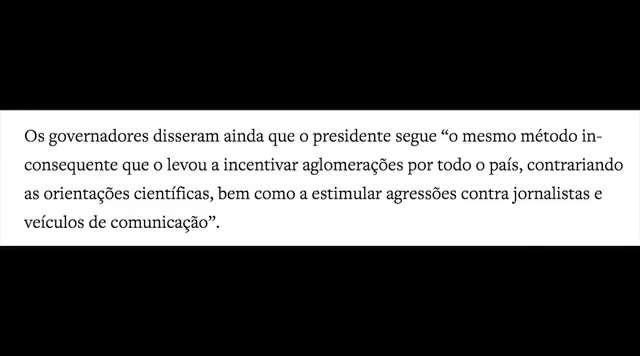 Os governadores disseram ainda que o presidente segue “o mesmo método in-
consequente que o levou a incentivar aglomerações por todo o país, contrariando
as orientações científicas, bem como a estimular agressões contra jornalistas e
veículos de comunicação”.